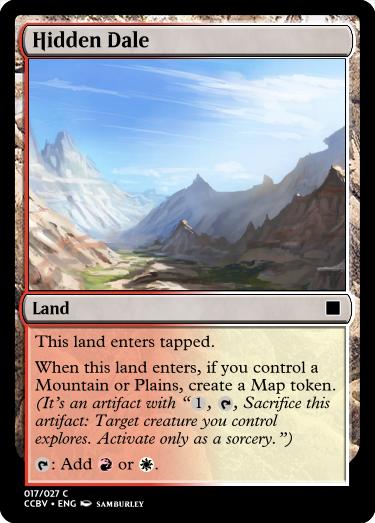 Hidden Dale
Land
This land enters tapped.
When this land enters, if you control a
Mountain or Plains, create a Map token.
(It's an artifact with “1, , Sacrifice this
artifact: Target creature you control
explores. Activate only as a sorcery.”)
: Add  or .
017/027 C
CCBV • ENG SAMBURLEY